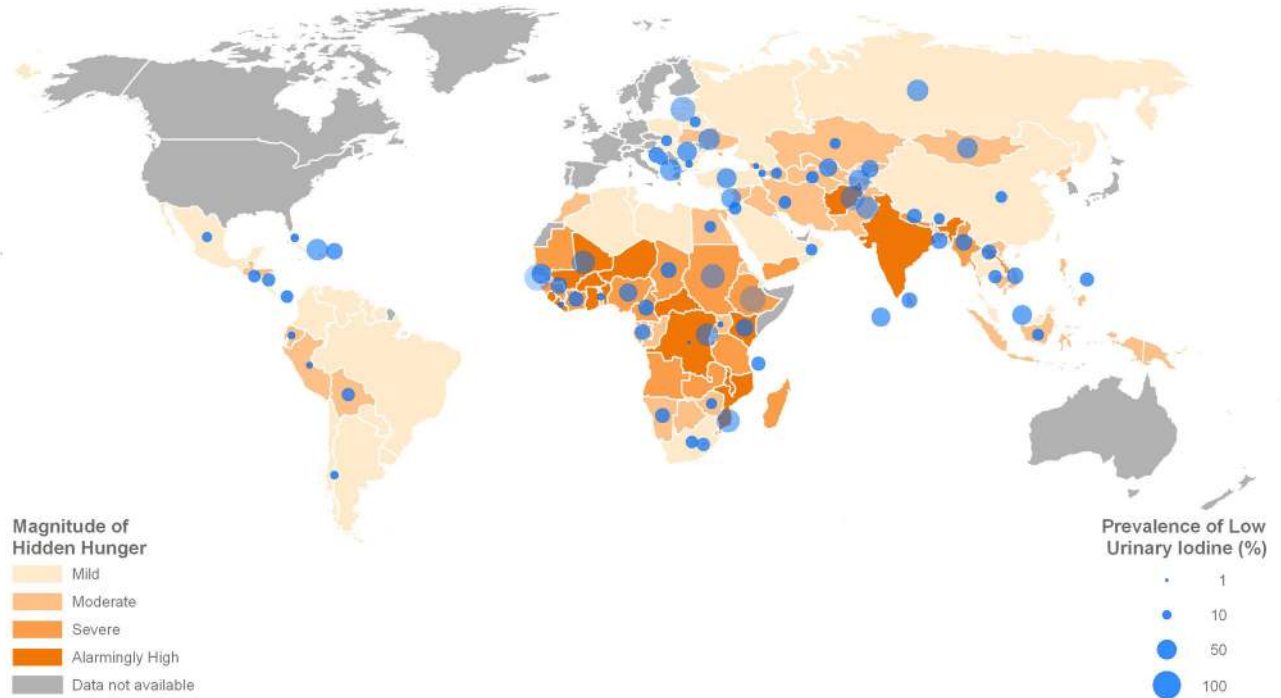 Magnitude of
Hidden Hunger
Mild
Moderate
Severe
Alarmingly High
Data not available
Prevalence of Low
Urinary Iodine (%)
1
10
50
100